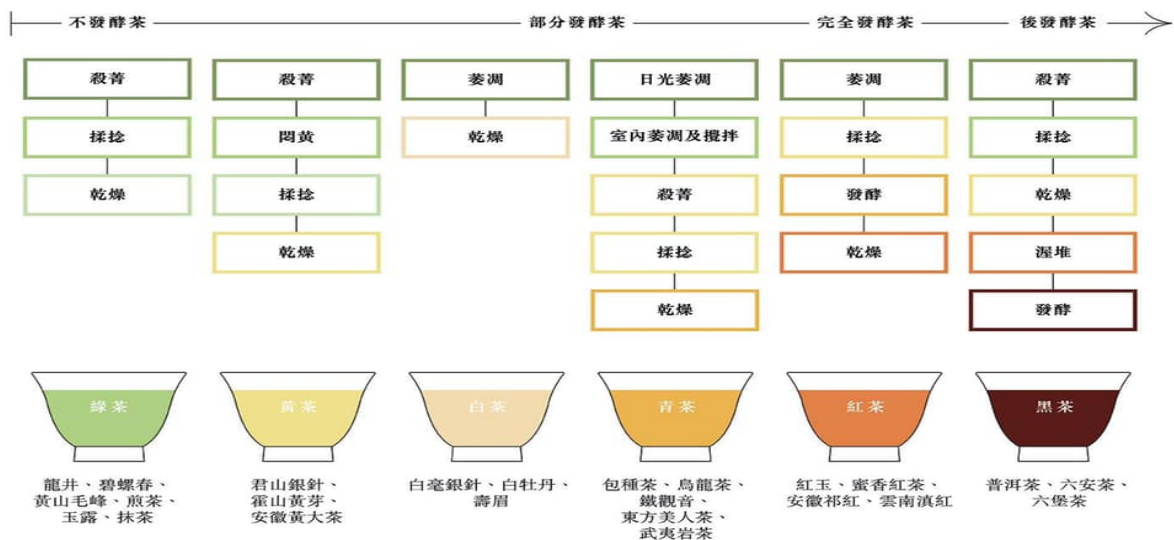 不發酵茶
部分發酵茶
完全發酵茶
後發酵茶
殺菁
揉捻
乾燥
殺菁
悶黃
揉捻
乾燥
萎凋
乾燥
日光萎凋
室內萎凋及攪拌
殺菁
揉捻
乾燥
萎凋
揉捻
發酵
乾燥
殺菁
揉捻
乾燥
渥堆
發酵
綠茶
黃茶
白茶
青茶
紅茶
黑茶
龍井、碧螺春、
黃山毛峰、煎茶、
玉露、抹茶
君山銀針、
霍山黃芽、
安徽黃大茶
白毫銀針、白牡丹、
壽眉
包種茶、烏龍茶、
鐵觀音、
東方美人茶、
武夷岩茶
紅玉、蜜香紅茶、
安徽祁紅、雲南滇紅
普洱茶、六安茶、
六堡茶